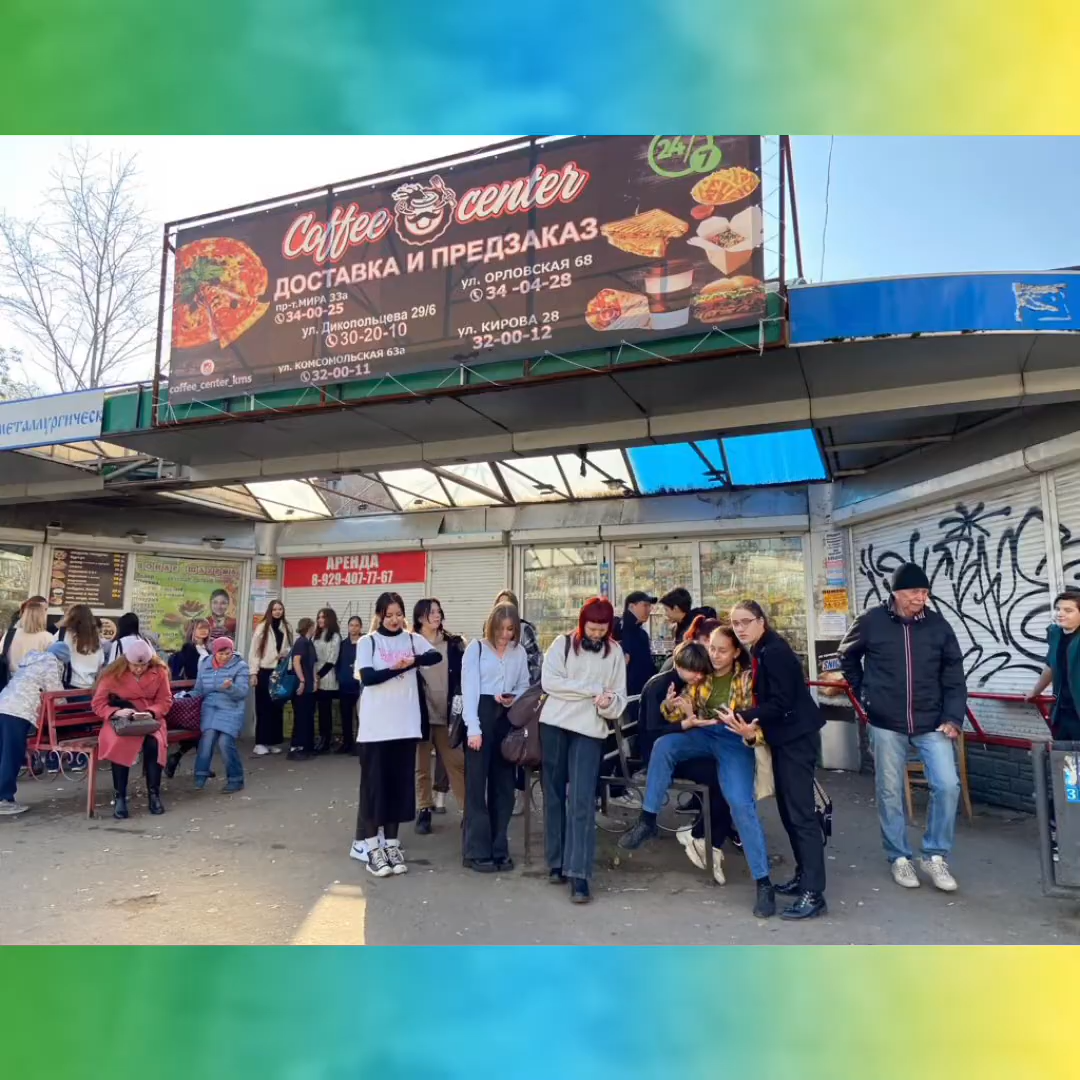 24/7
Coffee center
ДОСТАВКА И ПРЕДЗАКАЗ
пр-т.МИРА 33а
34-00-25
ул. Дикопольцева 29/6
30-20-10
ул. КОМСОМОЛЬСКАЯ 63а
32-00-11
ул. ОРЛОВСКАЯ 68
34 -04-28
ул. КИРОВА 28
32-00-12
coffee_center_kms
металлургическ
АРЕНДА
8-929-407-77-67